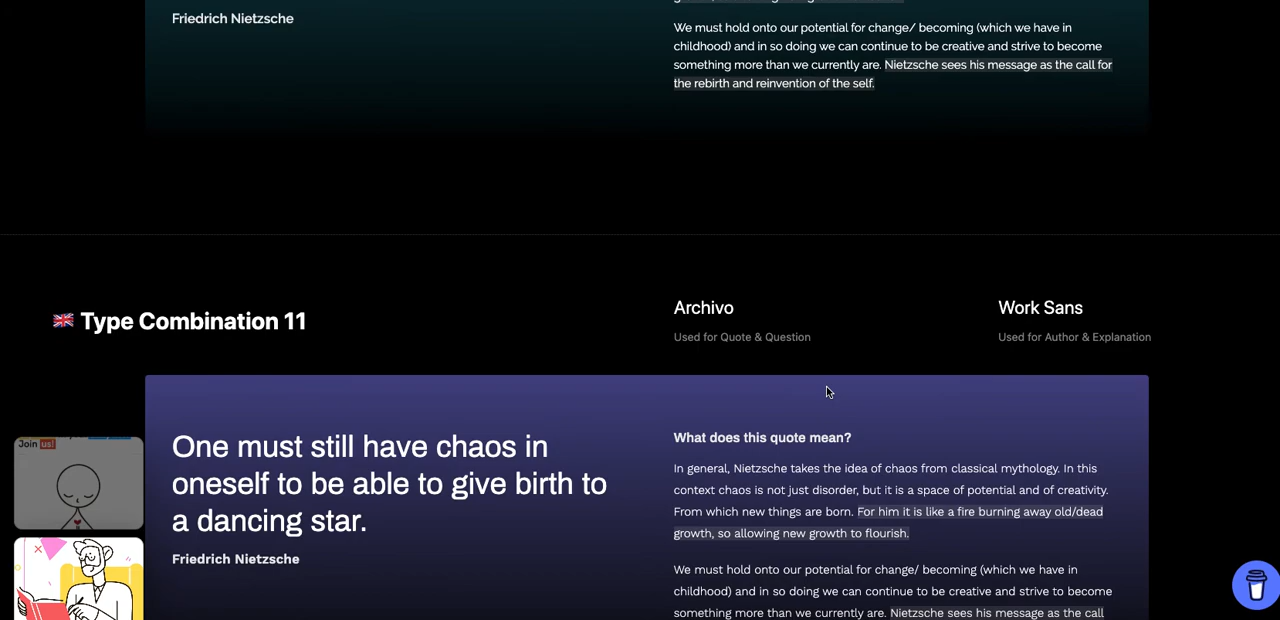 Friedrich Nietzsche
We must hold onto our potential for change/ becoming (which we have in
childhood) and in so doing we can continue to be creative and strive to become
something more than we currently are. Nietzsche sees his message as the call for
the rebirth and reinvention of the self.
Type Combination 11
Archivo
Used for Quote & Question
Work Sans
Used for Author & Explanation
One must still have chaos in
oneself to be able to give birth to
a dancing star.
Friedrich Nietzsche
What does this quote mean?
In general, Nietzsche takes the idea of chaos from classical mythology. In this
context chaos is not just disorder, but it is a space of potential and of creativity.
From which new things are born. For him it is like a fire burning away old/dead
growth, so allowing new growth to flourish.
We must hold onto our potential for change/ becoming (which we have in
childhood) and in so doing we can continue to be creative and strive to become
something more than we currently are. Nietzsche sees his message as the call
Join us!